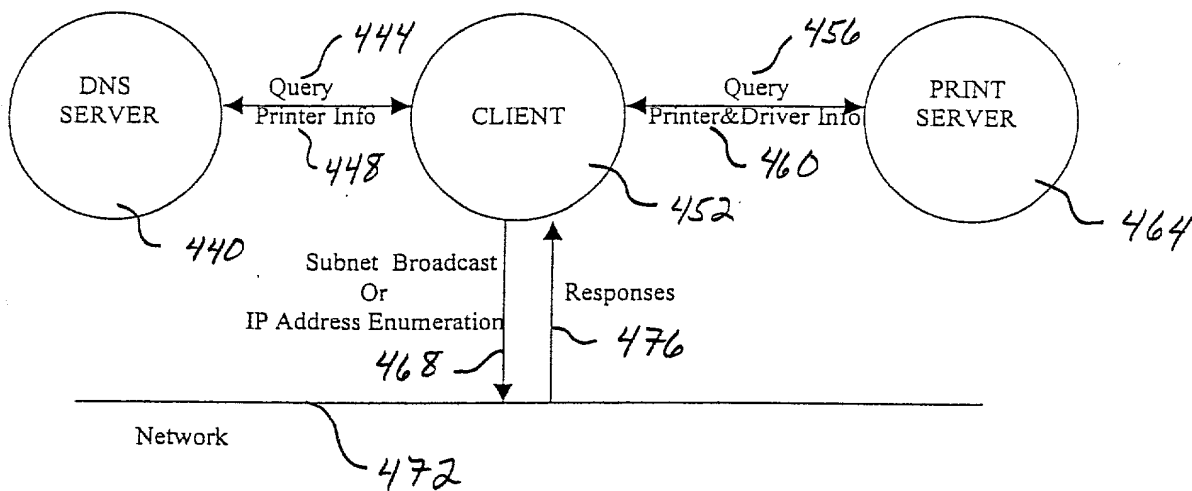 444
456
DNS
SERVER
Query
Printer Info
CLIENT
Query
Printer&Driver Info
PRINT
SERVER
448
460
452
464
440
Subnet Broadcast
Or
IP Address Enumeration
Responses
468
476
Network
472